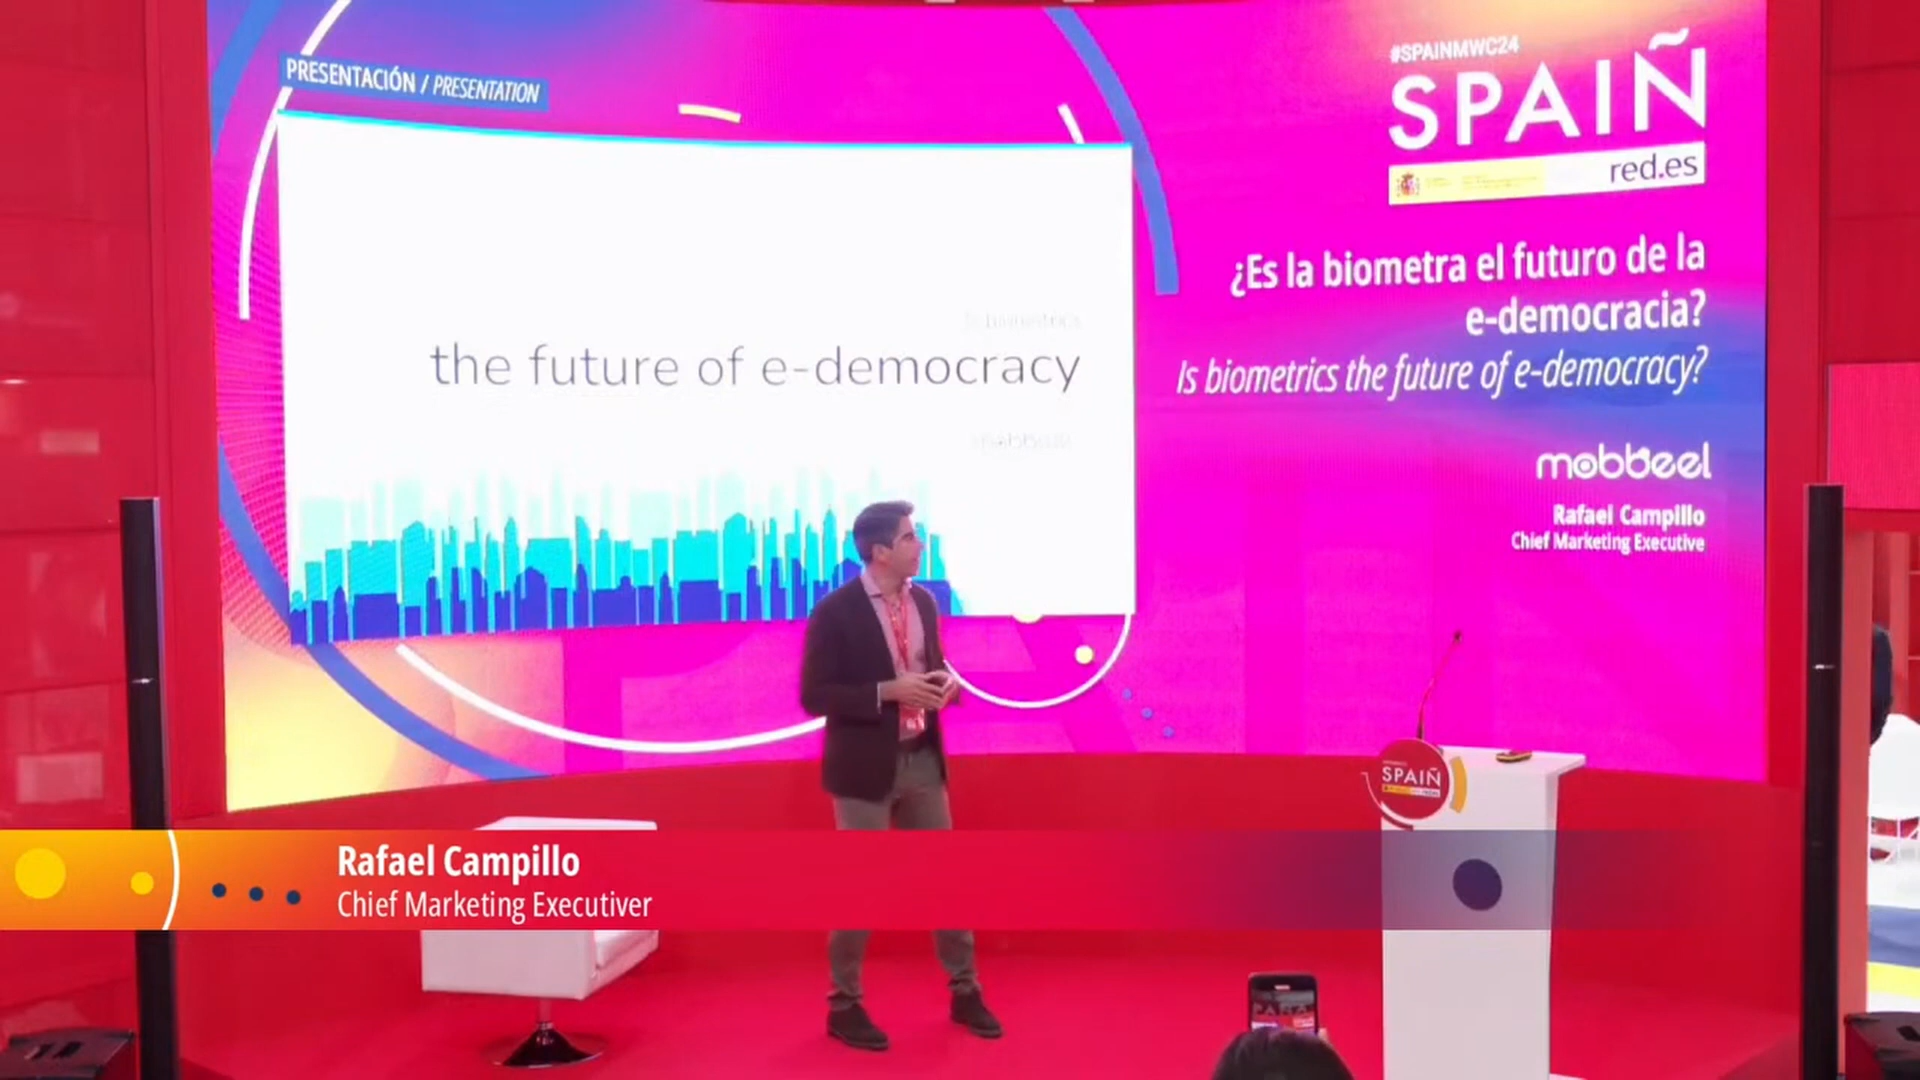 PRESENTACIÓN / PRESENTATION
the future of e-democracy
#SPAINMWC24
SPAIÑ
red.es
¿Es la biometra el futuro de la
e-democracia?
Is biometrics the future of e-democracy?
mobbeel
Rafael Campillo
Chief Marketing Executive
SPAIÑ
Rafael Campillo
Chief Marketing Executiver